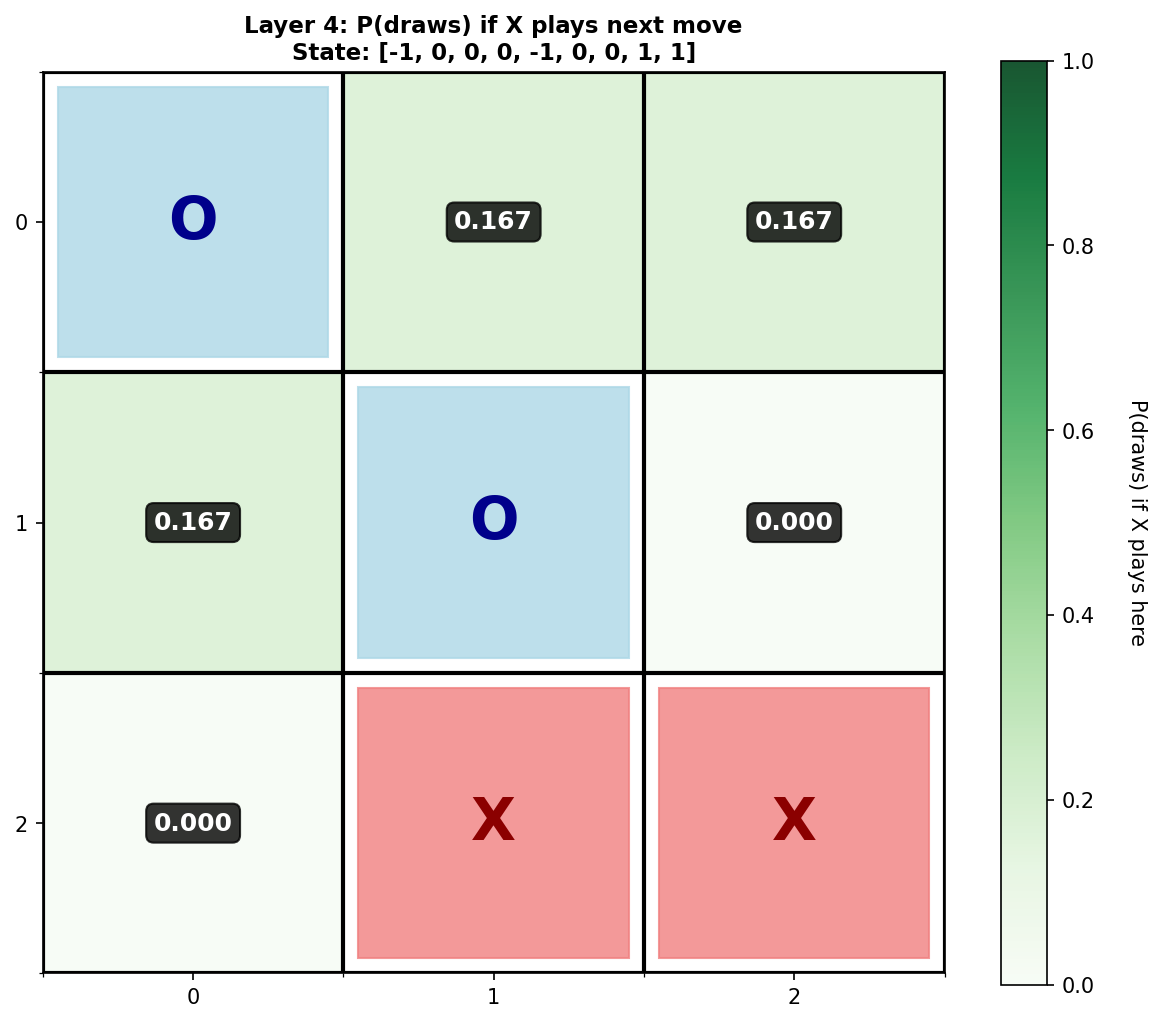 Layer 4: P(draws) if X plays next move
State: [-1, 0, 0, 0, -1, 0, 0, 1, 1]
0
O
0.167
0.167
1
0.167
O
0.000
2
0.000
X
X
0
1
2
1.0
0.8
0.6
0.4
0.2
0.0
P(draws) if X plays here